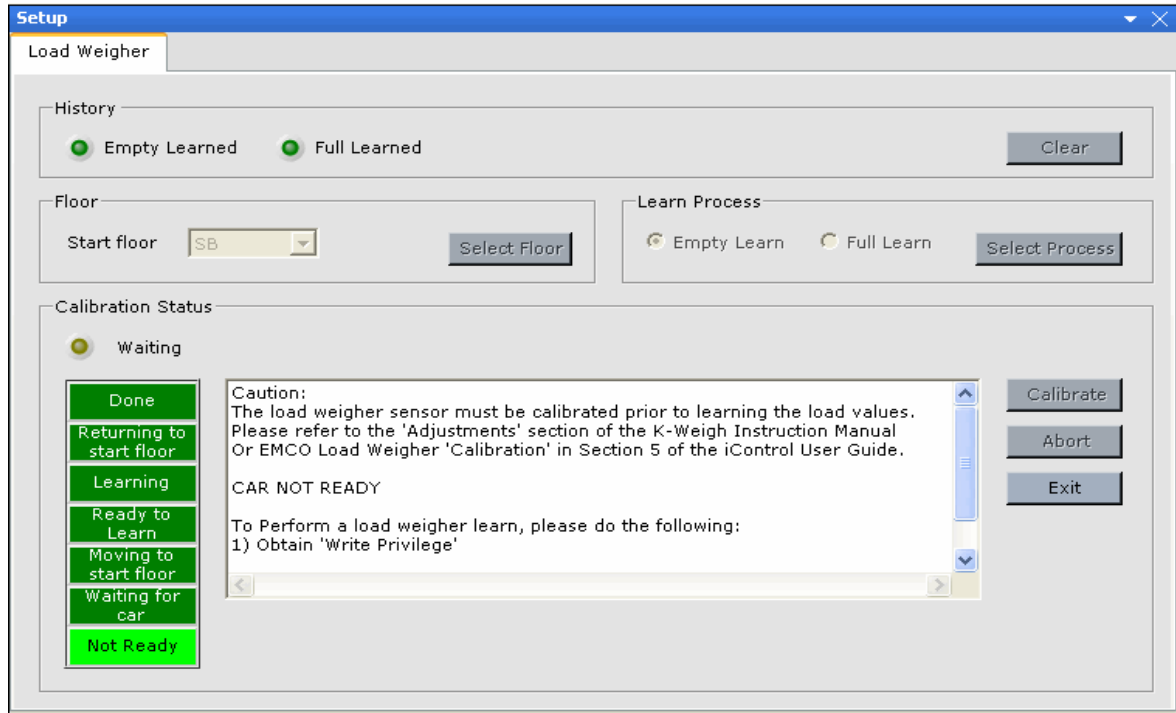 Setup
Load Weigher
History
Empty Learned
Full Learned
Clear
Floor
Start floor
SB
Select Floor
Learn Process
Empty Learn
Full Learn
Select Process
Calibration Status
Waiting
Done
Returning to
start floor
Learning
Ready to
Learn
Moving to
start floor
Waiting for
car
Not Ready
Caution:
The load weigher sensor must be calibrated prior to learning the load values.
Please refer to the 'Adjustments' section of the K-Weigh Instruction Manual
Or EMCO Load Weigher 'Calibration' in Section 5 of the iControl User Guide.
CAR NOT READY
To Perform a load weigher learn, please do the following:
1) Obtain 'Write Privilege'
Calibrate
Abort
Exit